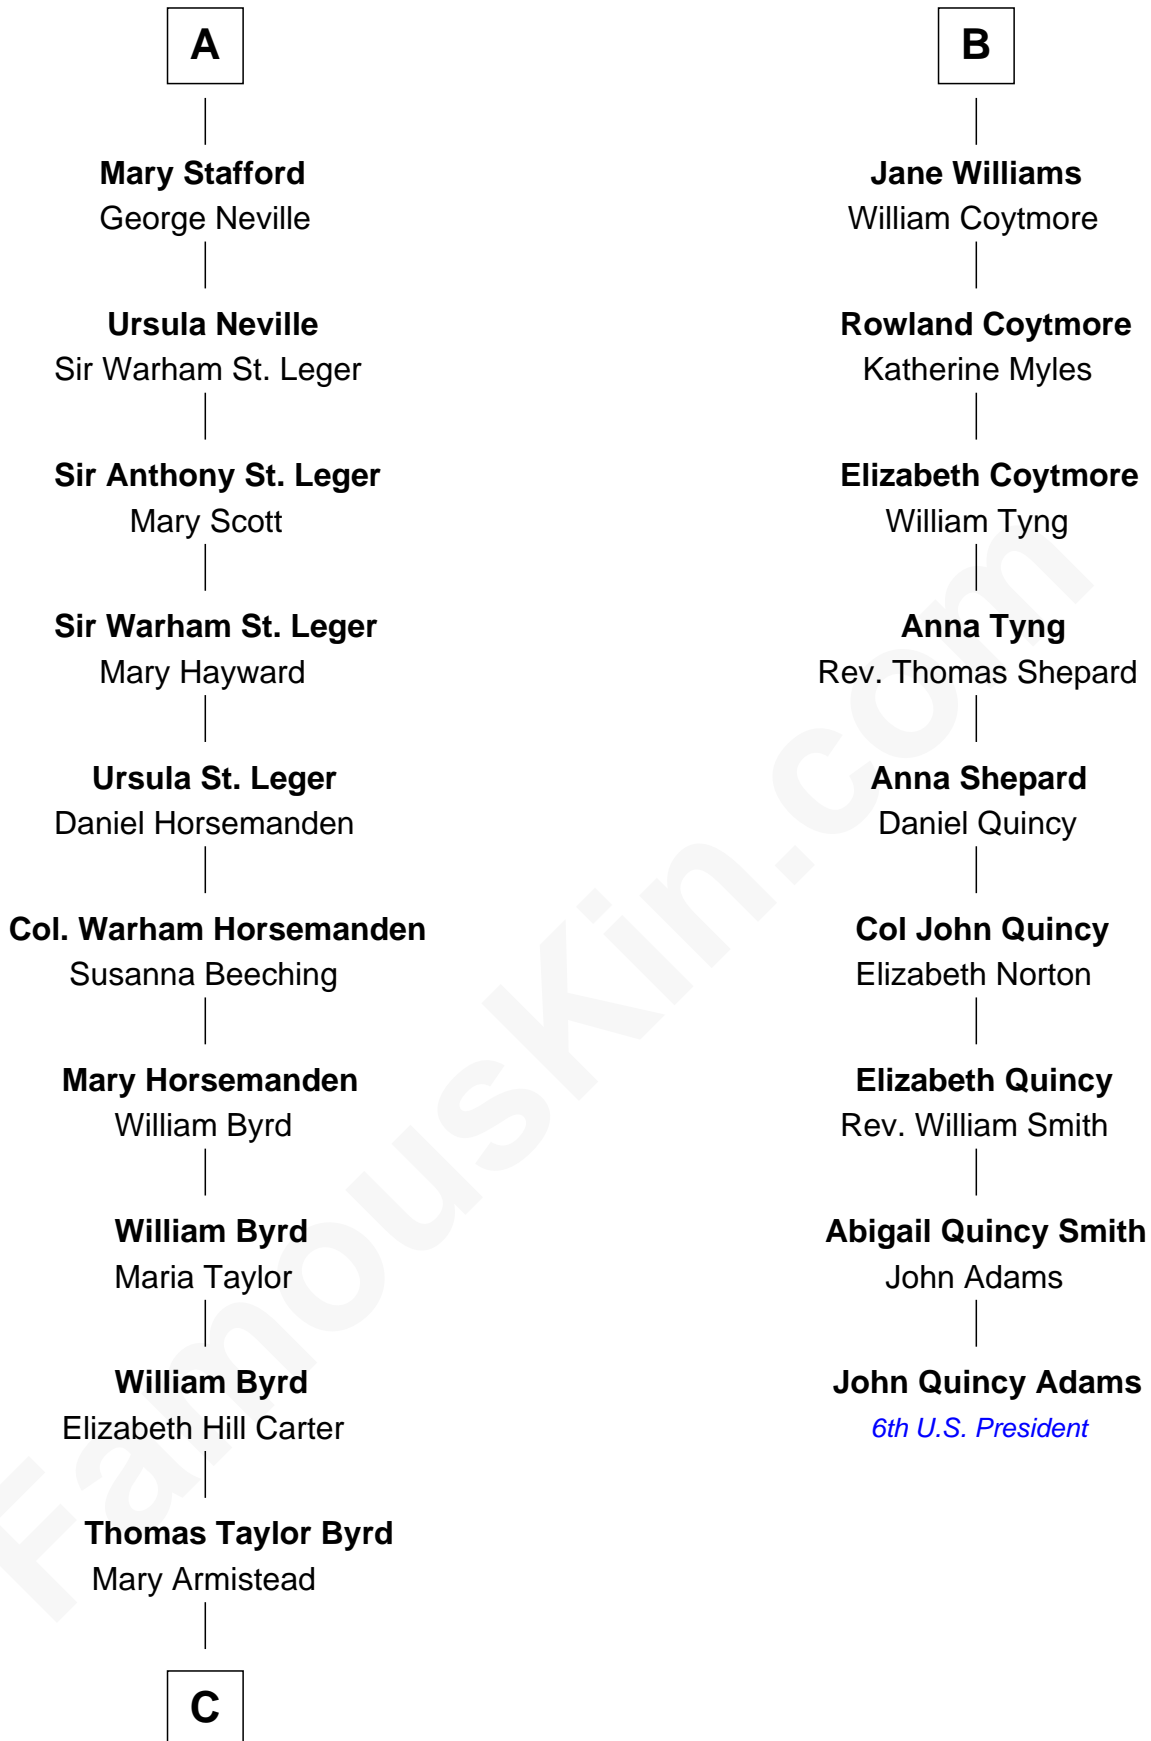 A
Mary Stafford
George Neville
Ursula Neville
Sir Warham St. Leger
Sir Anthony St. Leger
Mary Scott
Sir Warham St. Leger
Mary Hayward
Ursula St. Leger
Daniel Horsemanden
Col. Warham Horsemanden
Susanna Beeching
Mary Horsemanden
William Byrd
William Byrd
Maria Taylor
William Byrd
Elizabeth Hill Carter
Thomas Taylor Byrd
Mary Armistead
C
B
Jane Williams
William Coytmore
Rowland Coytmore
Katherine Myles
Elizabeth Coytmore
William Tyng
Anna Tyng
Rev. Thomas Shepard
Anna Shepard
Daniel Quincy
Col John Quincy
Elizabeth Norton
Elizabeth Quincy
Rev. William Smith
Abigail Quincy Smith
John Adams
John Quincy Adams
6th U.S. President
FamousKin.com